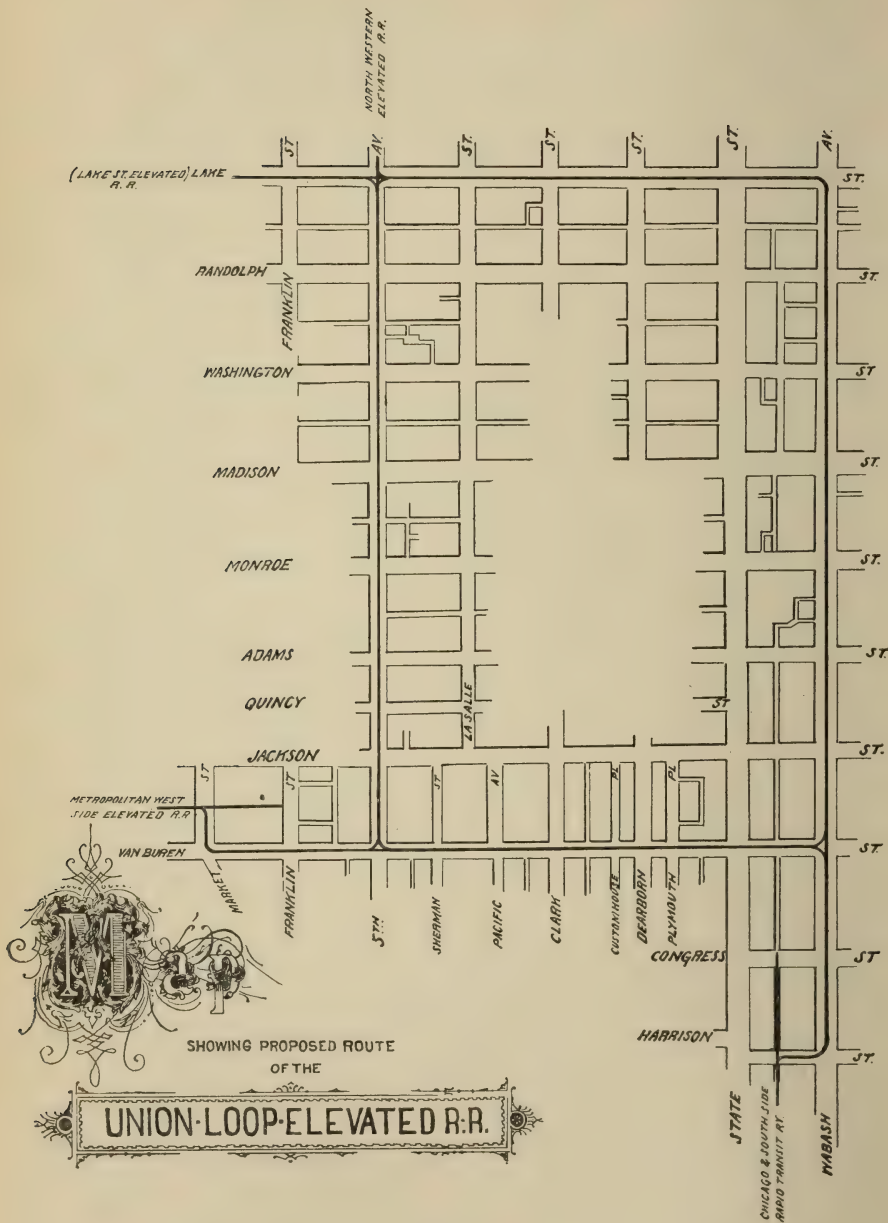 NORTH WESTERN
ELEVATED R.R.
ST
AV.
ST.
ST.
ST.
ST.
AV.
(LAKE ST. ELEVATED) LAKE
R. R.
ST.
RANDOLPH
ST.
FRANKLIN
WASHINGTON
ST
MADISON
ST.
MONROE
ST.
ADAMS
ST.
QUINCY
LA SALLE
ST
JACKSON
ST.
ST
ST
ST
AV
PL
PL
METROPOLITAN WEST
SIDE ELEVATED R.R
VAN BUREN
ST.
MARKET
FRANKLIN
5TH
SHERMAN
PACIFIC
CLARK
CUSTOM HOUSE
DEARBORN
PLYMOUTH
CONGRESS
ST
HARRISON
ST.
STATE
CHICAGO & SOUTH SIDE
RAPID TRANSIT RY.
WABASH
Map
SHOWING PROPOSED ROUTE
OF THE
UNION·LOOP·ELEVATED R·R.